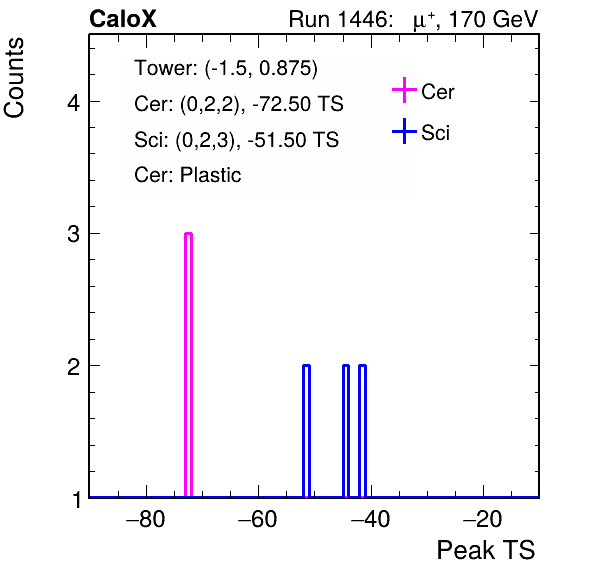 CaloX Run 1446: μ⁺, 170 GeV
Counts
Tower: (-1.5, 0.875)
Cer: (0,2,2), -72.50 TS
Sci: (0,2,3), -51.50 TS
Cer: Plastic
Cer
Sci
4
3
2
1
−80 −60 −40 −20
Peak TS